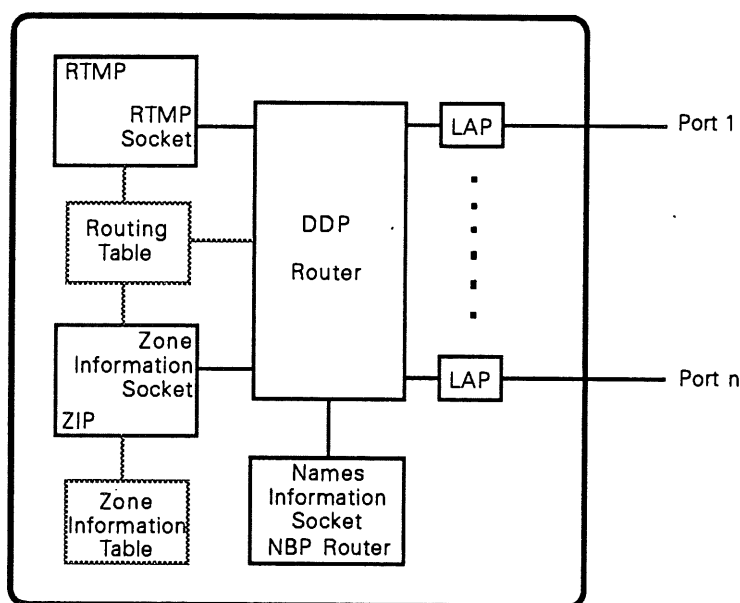 RTMP
RTMP
Socket
Routing
Table
Zone
Information
Socket
ZIP
Zone
Information
Table
DDP
Router
Names
Information
Socket
NBP Router
LAP
Port 1
LAP
Port n